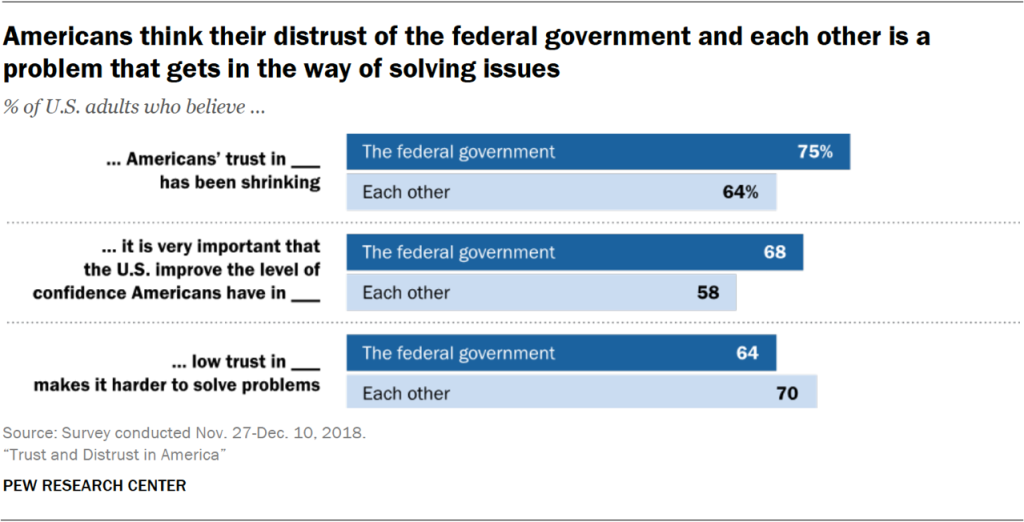 Americans think their distrust of the federal government and each other is a
problem that gets in the way of solving issues
% of U.S. adults who believe ...
... Americans’ trust in ___
has been shrinking
The federal government 75%
Each other 64%
... it is very important that
the U.S. improve the level of
confidence Americans have in ___
The federal government 68
Each other 58
... low trust in ___
makes it harder to solve problems
The federal government 64
Each other 70
Source: Survey conducted Nov. 27-Dec. 10, 2018.
“Trust and Distrust in America”
PEW RESEARCH CENTER